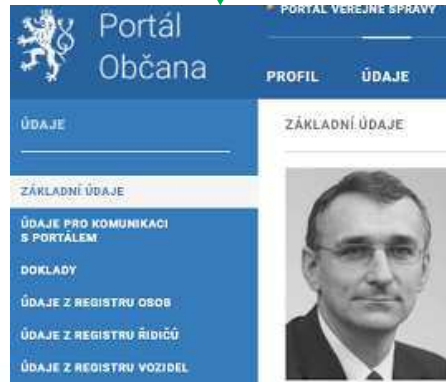 Portál
Občana
PORTÁL VEŘEJNÉ SPRÁVY
PROFIL ÚDAJE
ÚDAJE
ZÁKLADNÍ ÚDAJE
ÚDAJE PRO KOMUNIKACI
S PORTÁLEM
DOKLADY
ÚDAJE Z REGISTRU OSOB
ÚDAJE Z REGISTRU ŘIDIČŮ
ÚDAJE Z REGISTRU VOZIDEL
ZÁKLADNÍ ÚDAJE